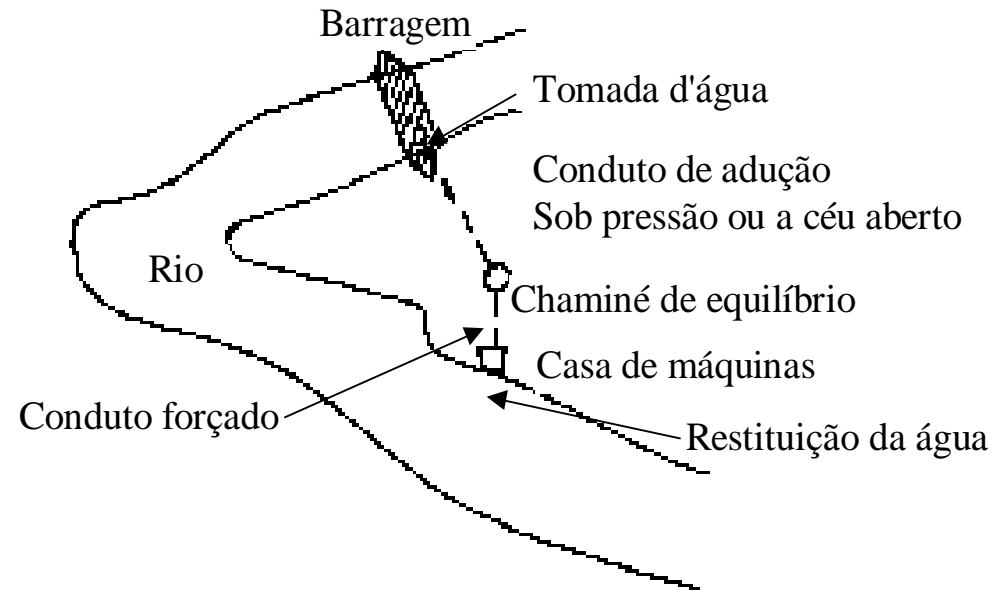 Barragem
Tomada d'água
Conduto de adução
Sob pressão ou a céu aberto
Rio
Chaminé de equilíbrio
Casa de máquinas
Conduto forçado
Restituição da água